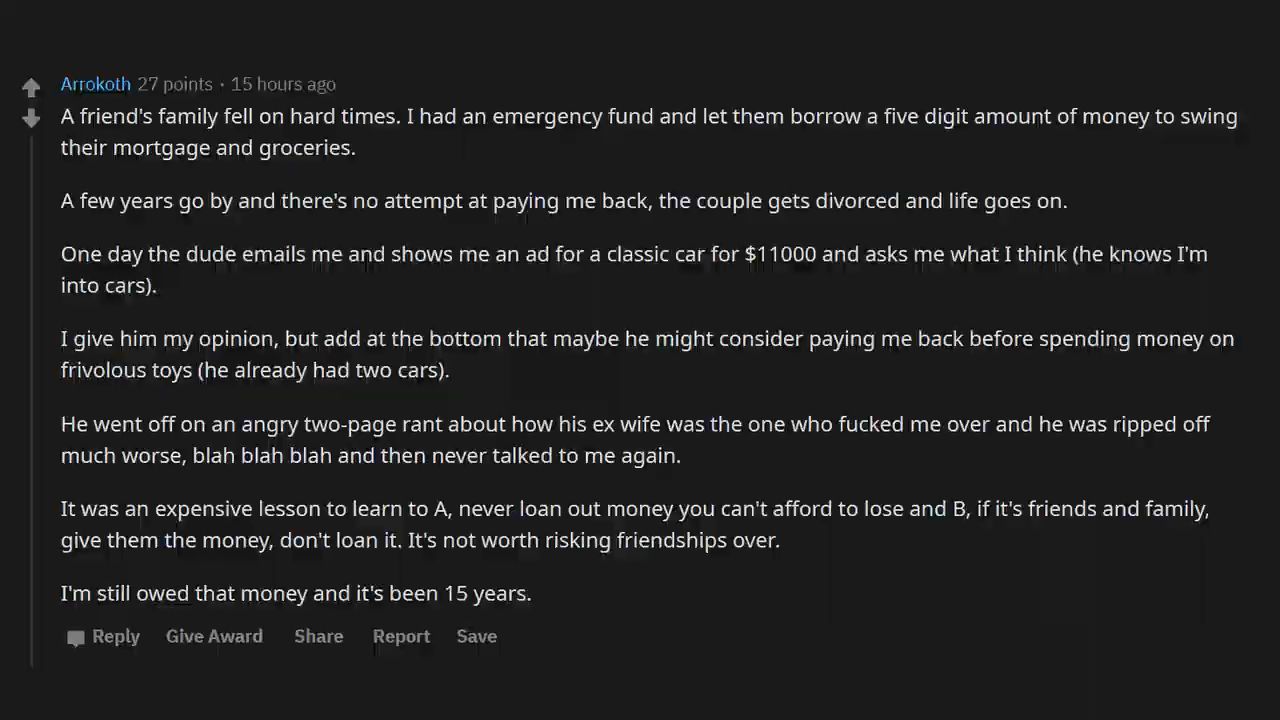 Arrokoth 27 points · 15 hours ago
A friend's family fell on hard times. I had an emergency fund and let them borrow a five digit amount of money to swing
their mortgage and groceries.
A few years go by and there's no attempt at paying me back, the couple gets divorced and life goes on.
One day the dude emails me and shows me an ad for a classic car for $11000 and asks me what I think (he knows I'm
into cars).
I give him my opinion, but add at the bottom that maybe he might consider paying me back before spending money on
frivolous toys (he already had two cars).
He went off on an angry two-page rant about how his ex wife was the one who fucked me over and he was ripped off
much worse, blah blah blah and then never talked to me again.
It was an expensive lesson to learn to A, never loan out money you can't afford to lose and B, if it's friends and family,
give them the money, don't loan it. It's not worth risking friendships over.
I'm still owed that money and it's been 15 years.
Reply Give Award Share Report Save